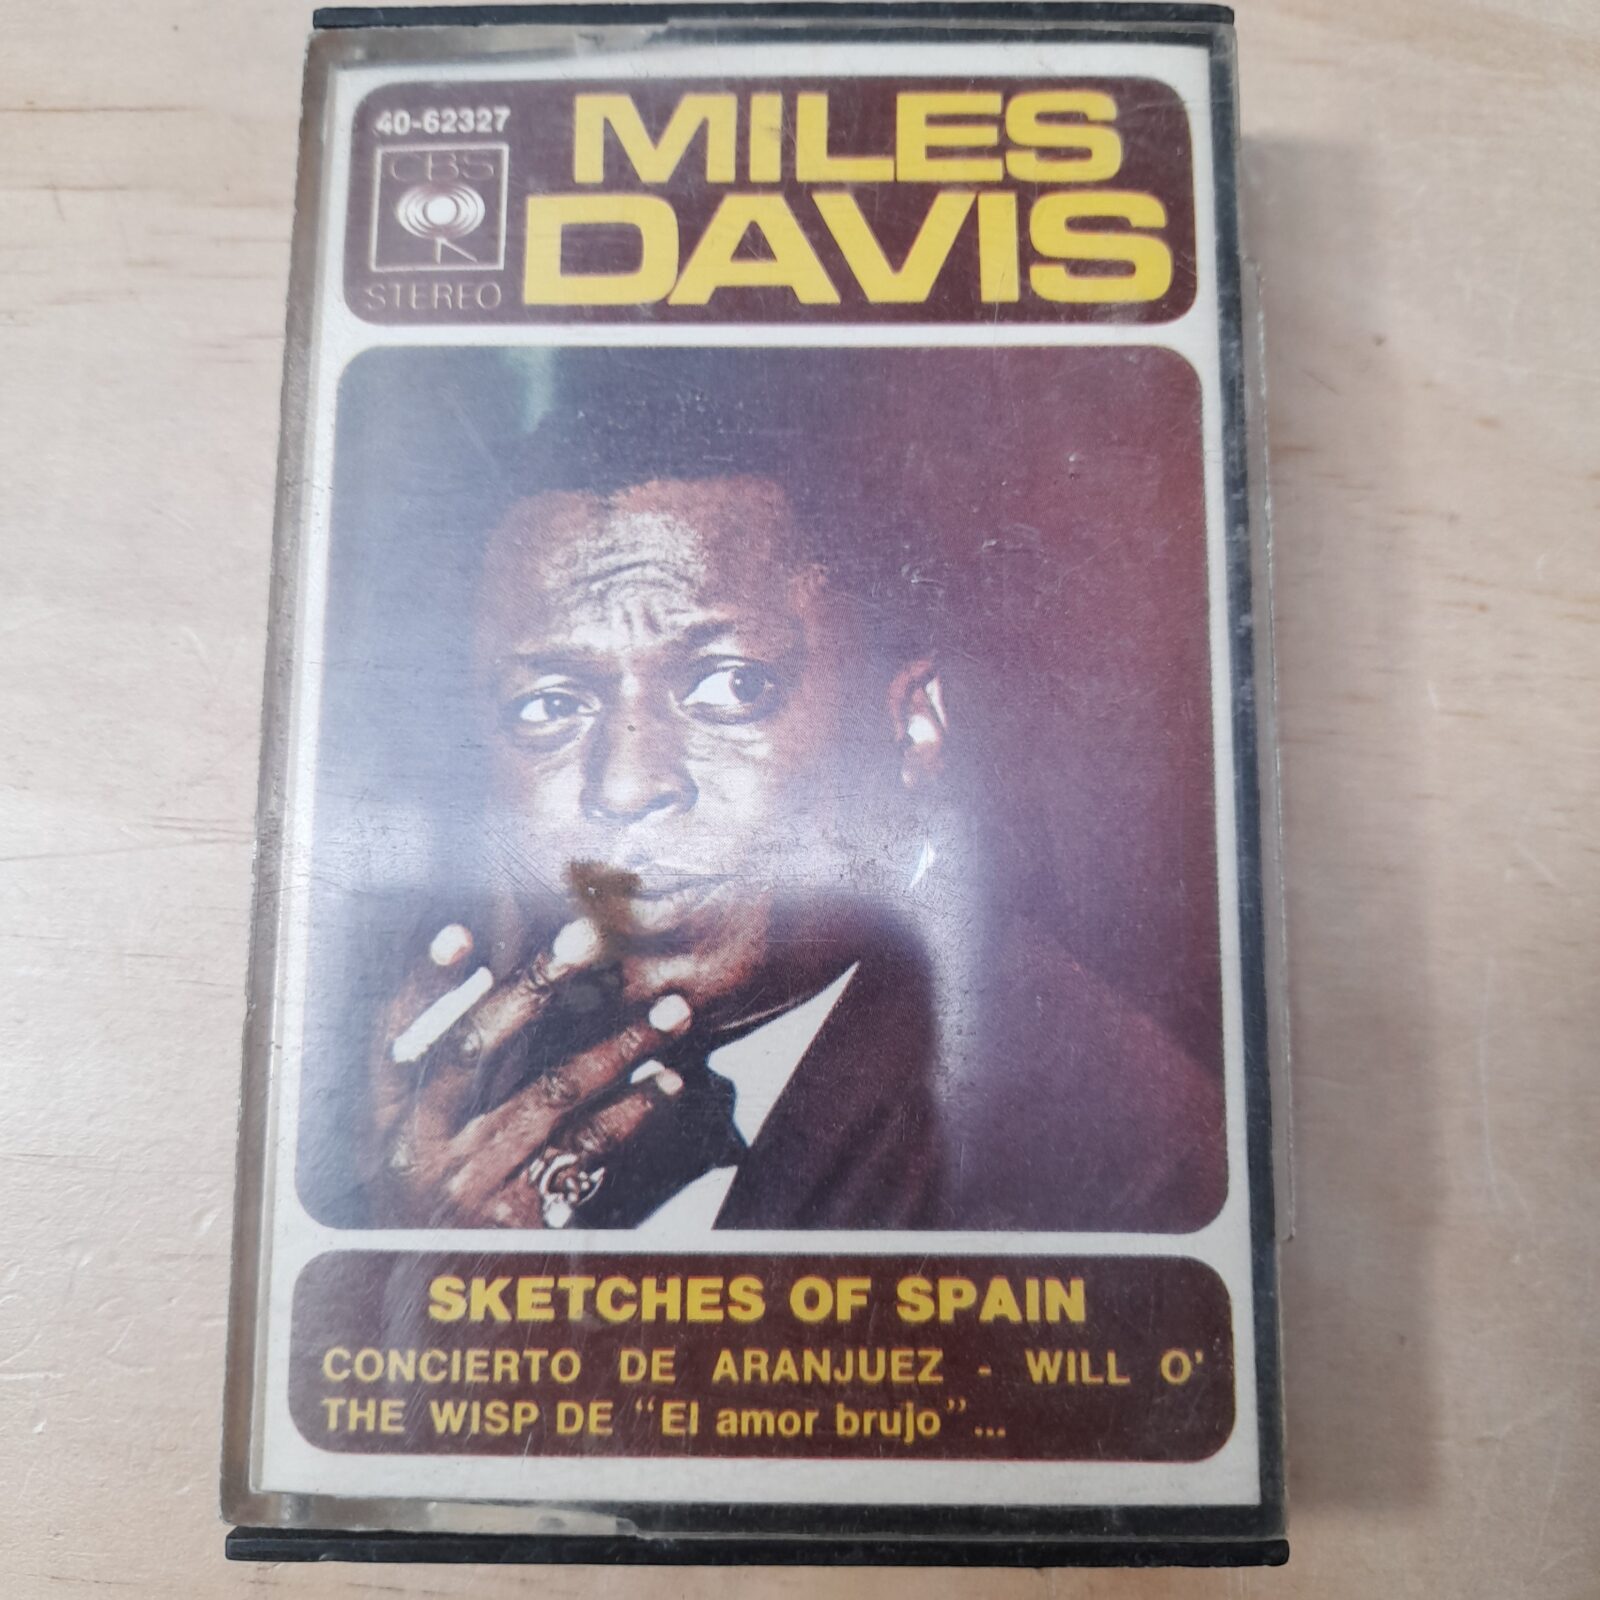 40-62327
MILES
CBS
DAVIS
STEREO
SKETCHES OF SPAIN
CONCIERTO DE ARANJUEZ - WILL O'
THE WISP DE "El amor brujo"...